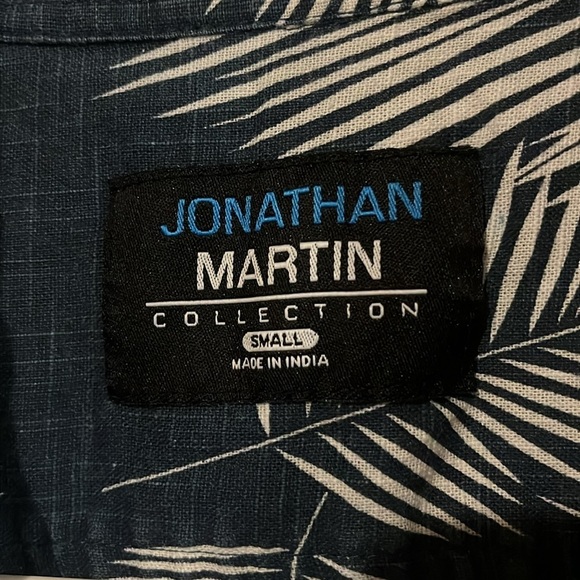 JONATHAN
MARTIN
COLLECTION
SMALL
MADE IN INDIA